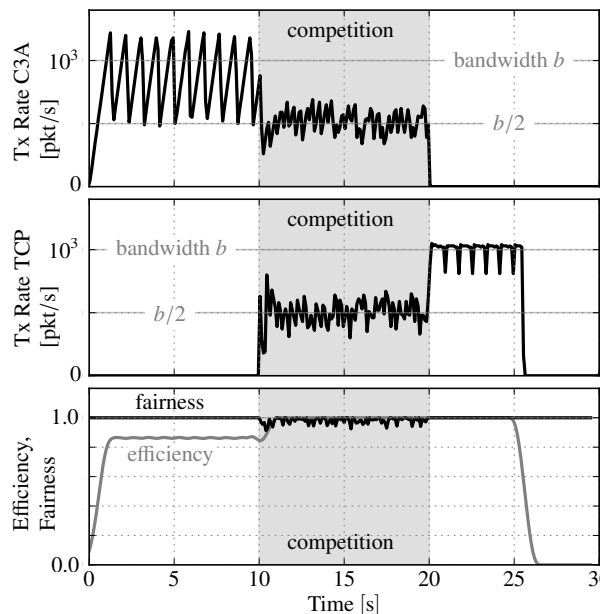 competition
Tx Rate C3A
[pkt/s]
10³
bandwidth b
b/2
0
competition
Tx Rate TCP
[pkt/s]
10³
bandwidth b
b/2
0
Efficiency,
Fairness
1.0
fairness
efficiency
competition
0.0
0 5 10 15 20 25 30
Time [s]